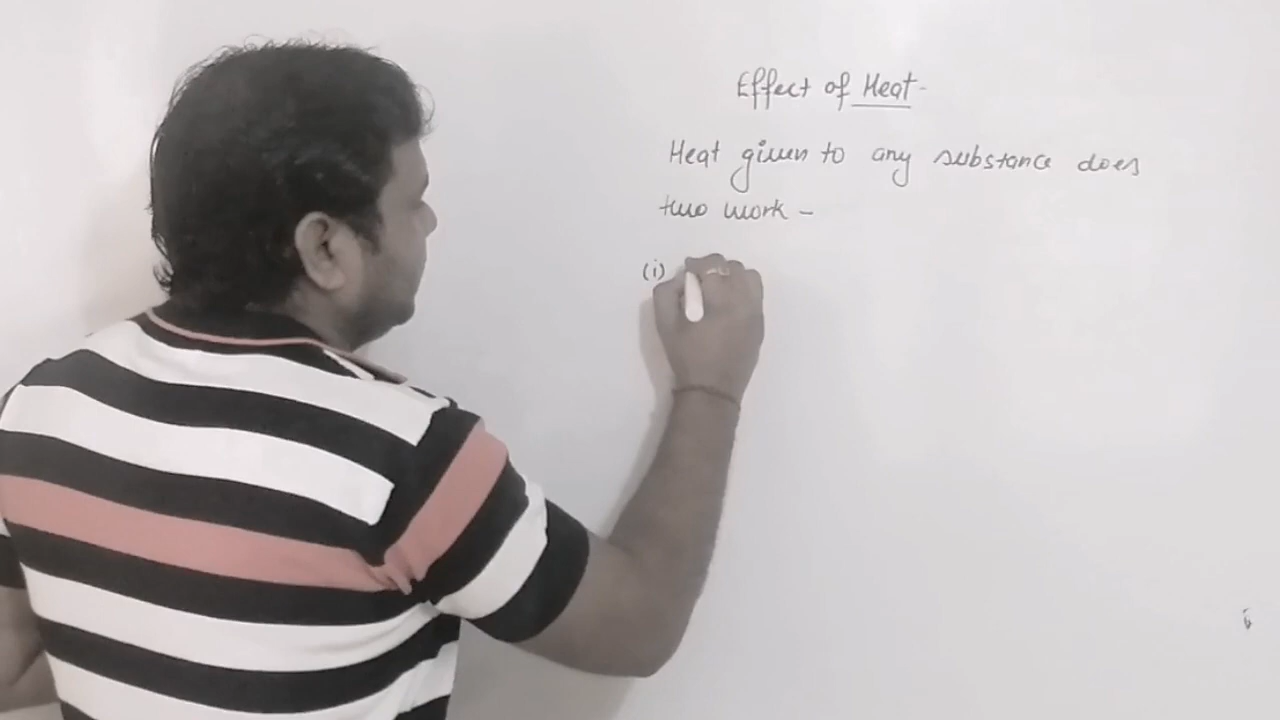 Effect of Heat-
Heat given to any substance does
two work -
(i)